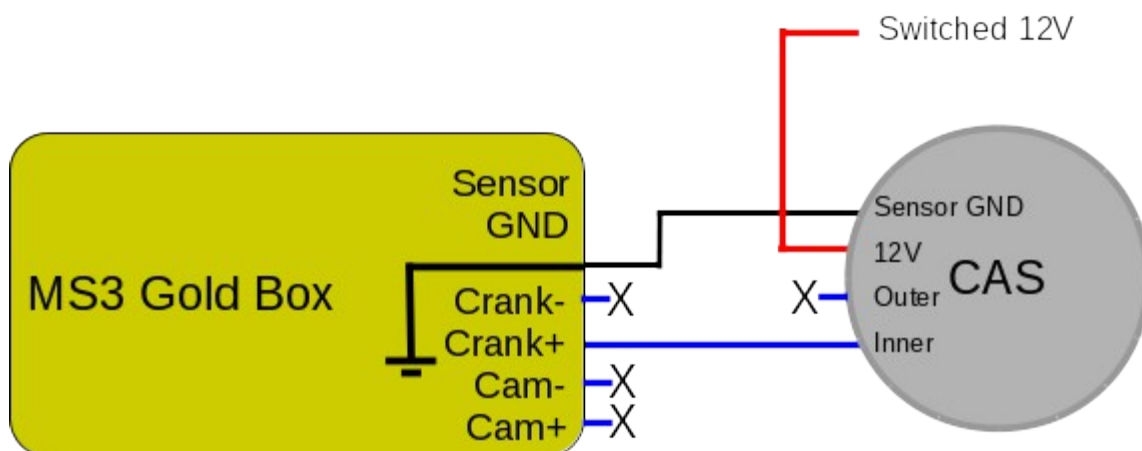 Switched 12V
Sensor
GND
MS3 Gold Box
Crank-
X
Crank+
Cam-
X
Cam+
X
Sensor GND
12V
CAS
X
Outer
Inner